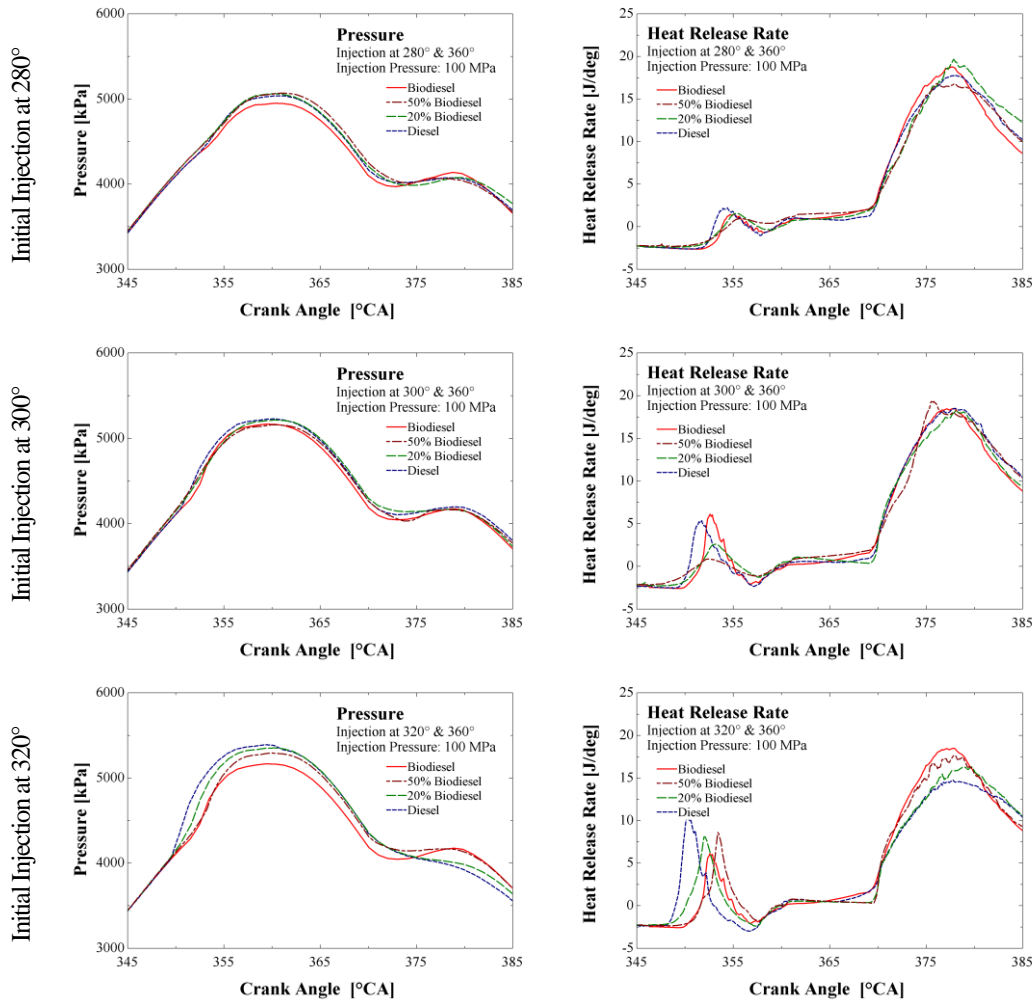 Initial Injection at 280°
Pressure
Injection at 280° & 360°
Injection Pressure: 100 MPa
Biodiesel
50% Biodiesel
20% Biodiesel
Diesel
Pressure [kPa]
6000
5000
4000
3000
345
355
365
375
385
Crank Angle [°CA]
Heat Release Rate
Injection at 280° & 360°
Injection Pressure: 100 MPa
Biodiesel
50% Biodiesel
20% Biodiesel
Diesel
Heat Release Rate [J/deg]
25
20
15
10
5
0
-5
345
355
365
375
385
Crank Angle [°CA]
Initial Injection at 300°
Pressure
Injection at 300° & 360°
Injection Pressure: 100 MPa
Biodiesel
50% Biodiesel
20% Biodiesel
Diesel
Pressure [kPa]
6000
5000
4000
3000
345
355
365
375
385
Crank Angle [°CA]
Heat Release Rate
Injection at 300° & 360°
Injection Pressure: 100 MPa
Biodiesel
50% Biodiesel
20% Biodiesel
Diesel
Heat Release Rate [J/deg]
25
20
15
10
5
0
-5
345
355
365
375
385
Crank Angle [°CA]
Initial Injection at 320°
Pressure
Injection at 320° & 360°
Injection Pressure: 100 MPa
Biodiesel
50% Biodiesel
20% Biodiesel
Diesel
Pressure [kPa]
6000
5000
4000
3000
345
355
365
375
385
Crank Angle [°CA]
Heat Release Rate
Injection at 320° & 360°
Injection Pressure: 100 MPa
Biodiesel
50% Biodiesel
20% Biodiesel
Diesel
Heat Release Rate [J/deg]
25
20
15
10
5
0
-5
345
355
365
375
385
Crank Angle [°CA]